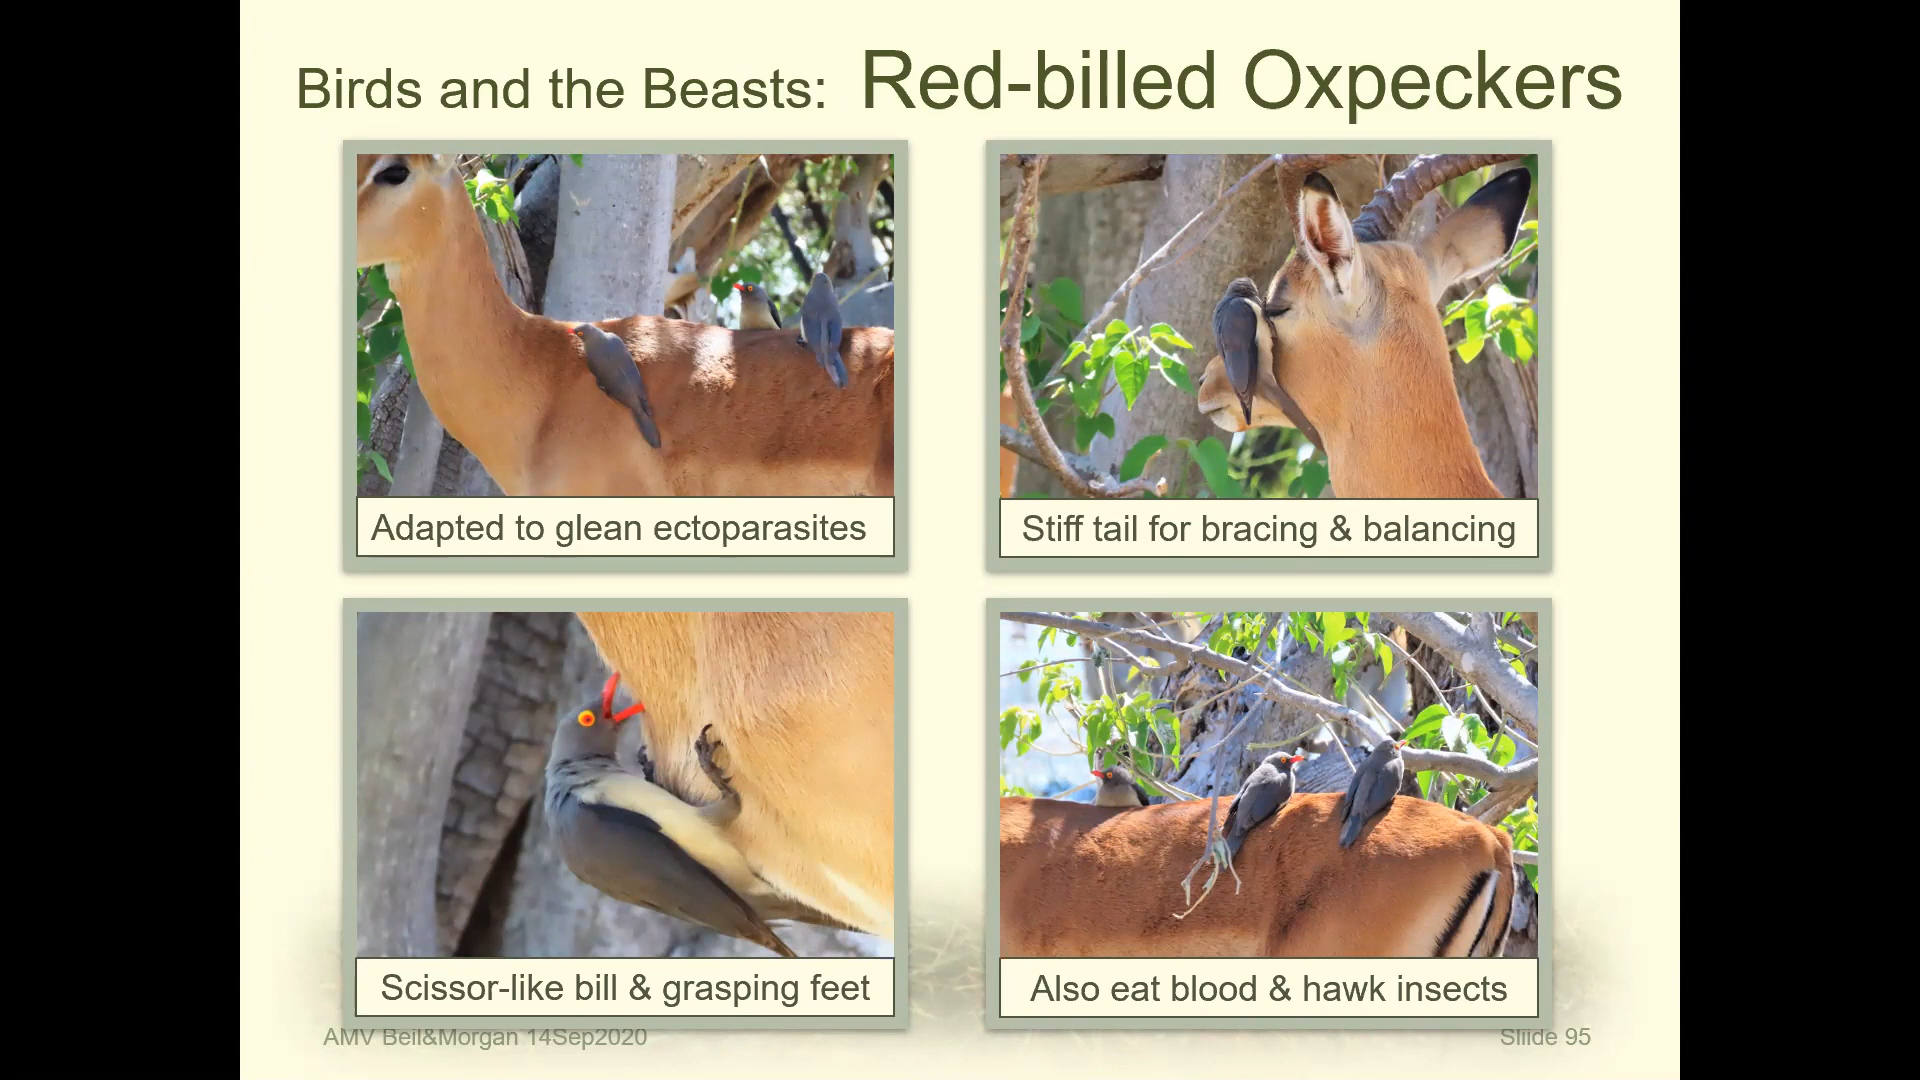 Birds and the Beasts: Red-billed Oxpeckers
Adapted to glean ectoparasites
Stiff tail for bracing & balancing
Scissor-like bill & grasping feet
Also eat blood & hawk insects
AMV Beil&Morgan 14Sep2020
Sliide 95